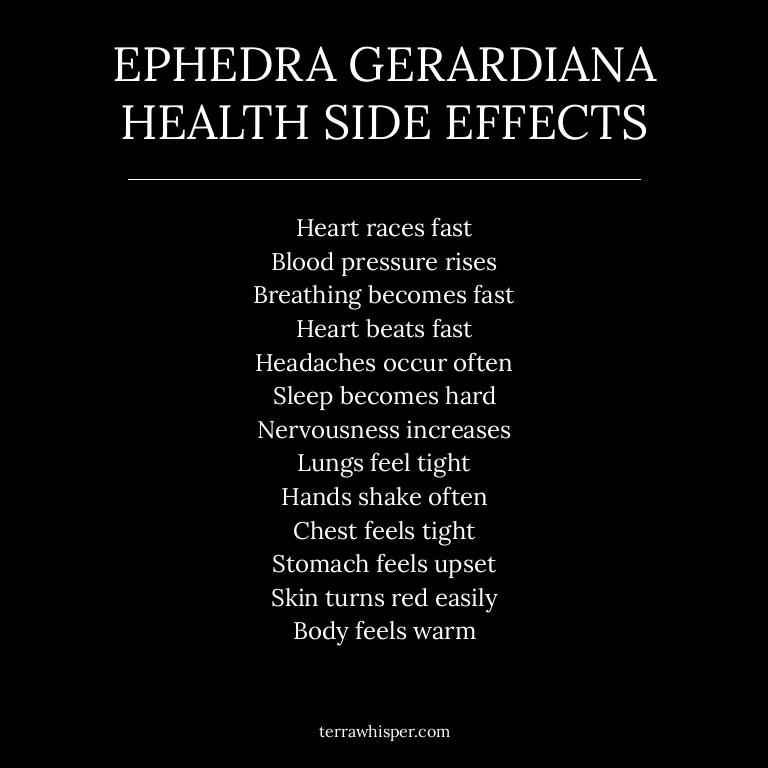 EPHEDRA GERARDIANA
HEALTH SIDE EFFECTS
Heart races fast
Blood pressure rises
Breathing becomes fast
Heart beats fast
Headaches occur often
Sleep becomes hard
Nervousness increases
Lungs feel tight
Hands shake often
Chest feels tight
Stomach feels upset
Skin turns red easily
Body feels warm
terrawhisper.com